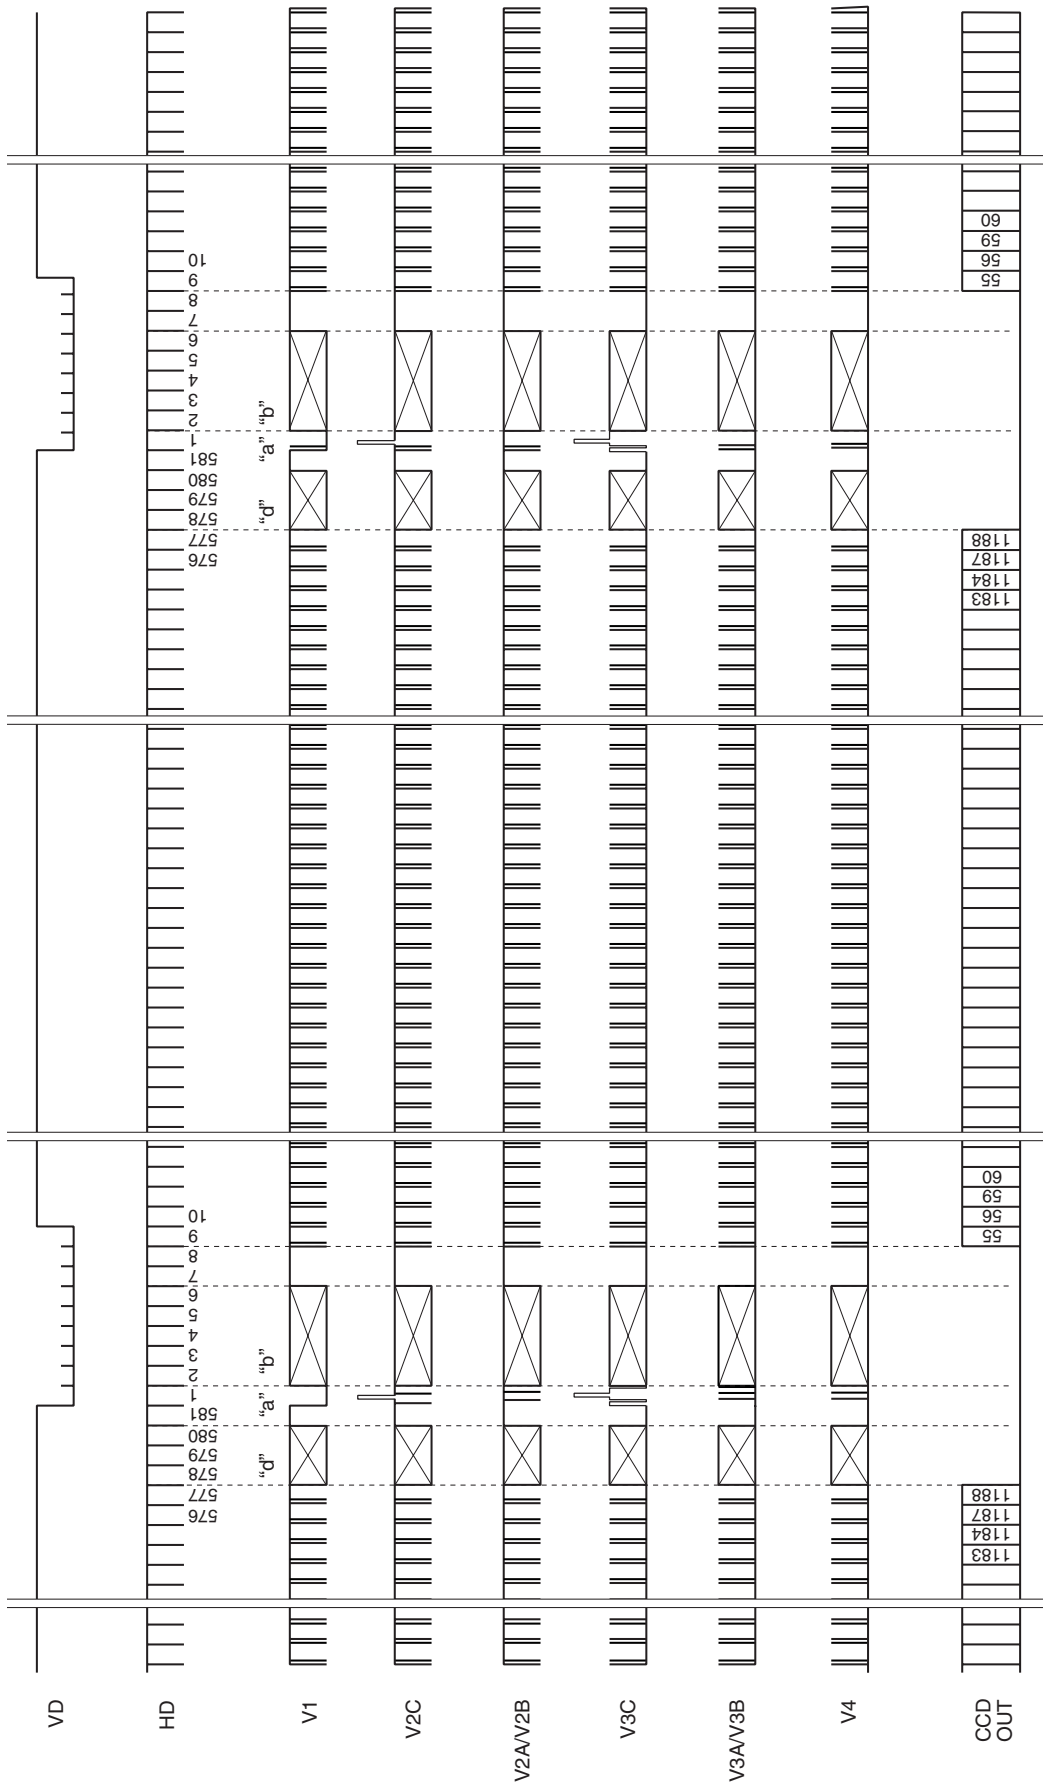 VD
HD
576 577 578 579 580 581 1 2 3 4 5 6 7 8 9 10 576 577 578 579 580 581 1 2 3 4 5 6 7 8 9 10
“d” “a” “b” “d” “a” “b”
V1
V2C
V2A/V2B
V3C
V3A/V3B
V4
CCD
OUT
1183 1184 1187 1188 55 56 59 60 1183 1184 1187 1188 55 56 59 60